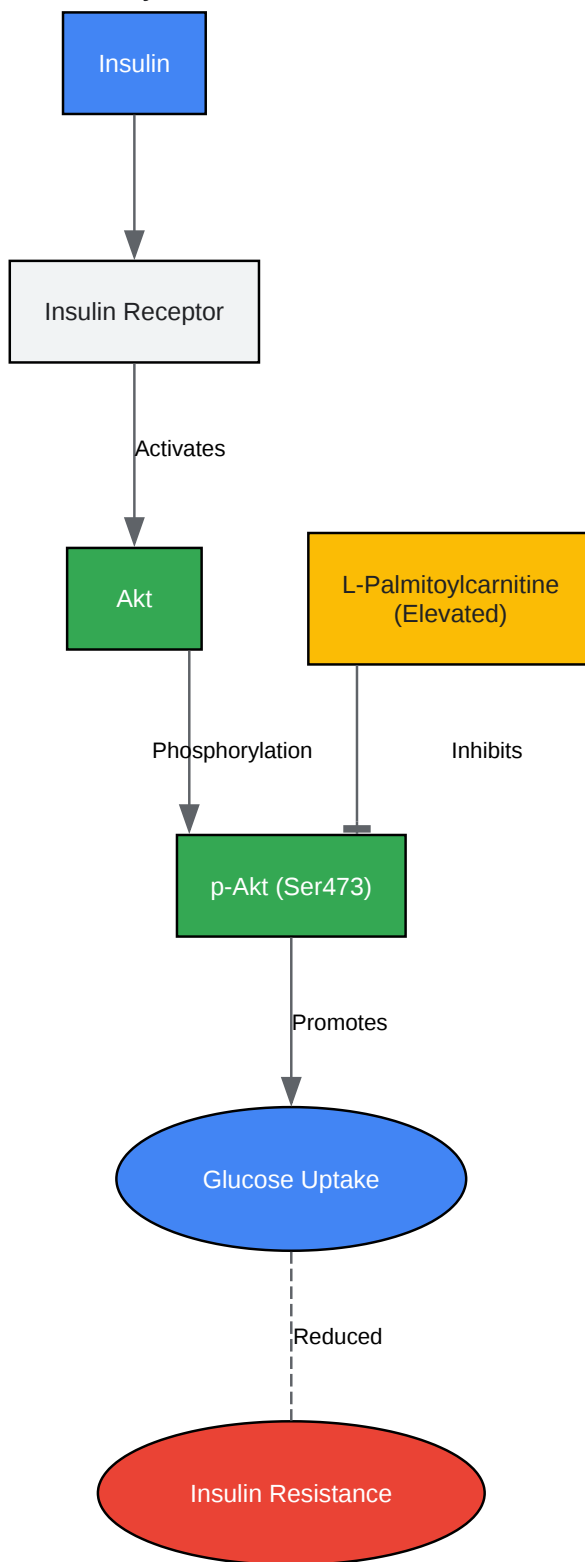 Insulin
Insulin Receptor
Activates
Akt
L-Palmitoylcarnitine
(Elevated)
Phosphorylation
Inhibits
p-Akt (Ser473)
Promotes
Glucose Uptake
Reduced
Insulin Resistance